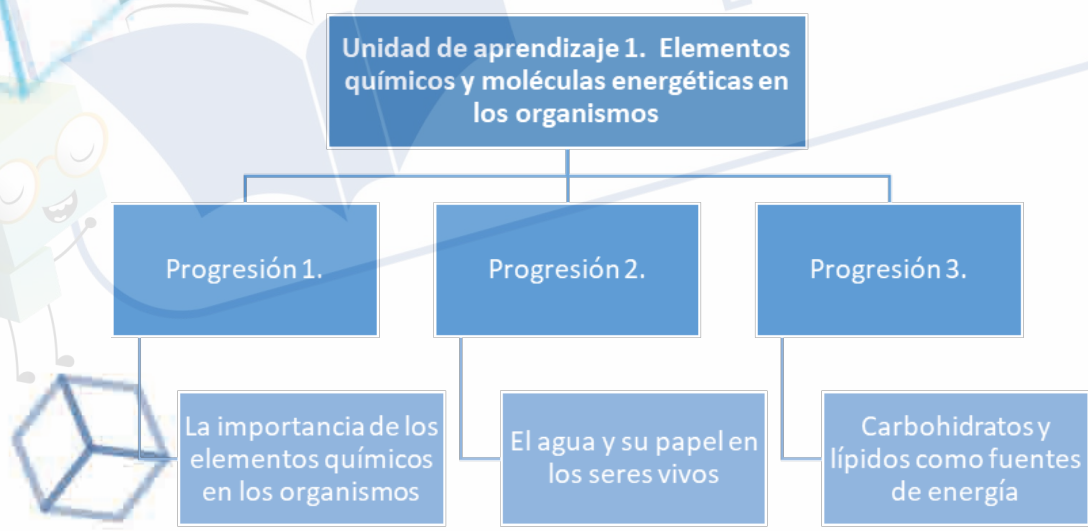 Unidad de aprendizaje 1. Elementos
químicos y moléculas energéticas en
los organismos
Progresión 1.
Progresión 2.
Progresión 3.
La importancia de los
elementos químicos
en los organismos
El agua y su papel en
los seres vivos
Carbohidratos y
lípidos como fuentes
de energía